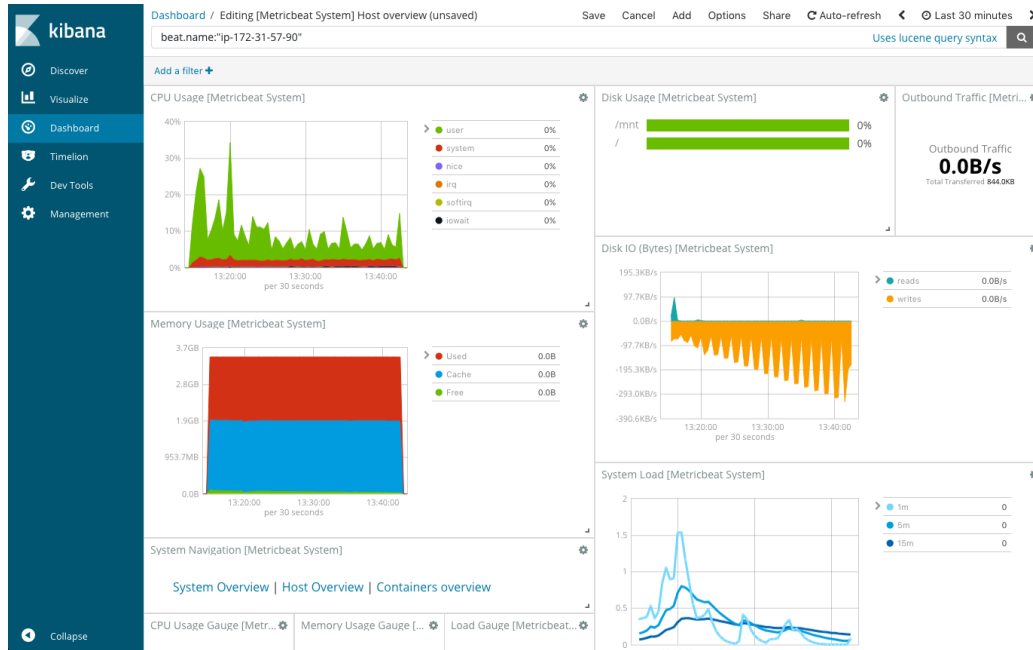 kibana
Discover
Visualize
Dashboard
Timelion
Dev Tools
Management
Collapse
Dashboard / Editing [Metricbeat System] Host overview (unsaved)
Save Cancel Add Options Share Auto-refresh Last 30 minutes
beat.name:"ip-172-31-57-90"
Uses lucene query syntax
Add a filter
CPU Usage [Metricbeat System]
40%
30%
20%
10%
0%
13:20:00 13:30:00 13:40:00
per 30 seconds
user 0%
system 0%
nice 0%
irq 0%
softirq 0%
iowait 0%
Disk Usage [Metricbeat System]
/mnt 0%
/ 0%
Outbound Traffic [Metri...
Outbound Traffic
0.0B/s
Total Transferred 844.0KB
Disk IO (Bytes) [Metricbeat System]
195.3KB/s
97.7KB/s
0.0B/s
-97.7KB/s
-195.3KB/s
-293.0KB/s
-390.6KB/s
13:20:00 13:30:00 13:40:00
per 30 seconds
reads 0.0B/s
writes 0.0B/s
Memory Usage [Metricbeat System]
3.7GB
2.8GB
1.9GB
953.7MB
0.0B
13:20:00 13:30:00 13:40:00
per 30 seconds
Used 0.0B
Cache 0.0B
Free 0.0B
System Load [Metricbeat System]
2
1.5
1
0.5
0
1m 0
5m 0
15m 0
System Navigation [Metricbeat System]
System Overview | Host Overview | Containers overview
CPU Usage Gauge [Metr...
Memory Usage Gauge [...
Load Gauge [Metricbeat...